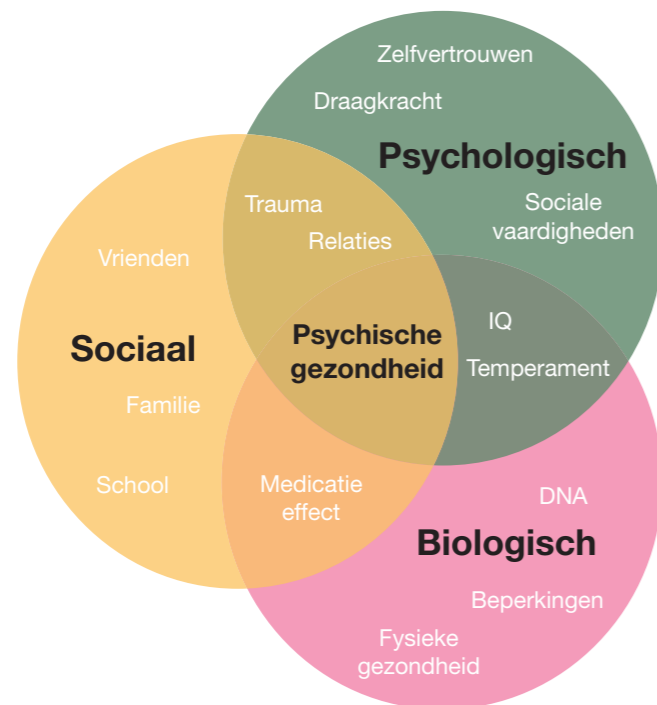 Zelfvertrouwen
Draagkracht
Psychologisch
Sociale
vaardigheden
Trauma
Relaties
Vrienden
Sociaal
Familie
School
Psychische
gezondheid
IQ
Temperament
Medicatie
effect
DNA
Biologisch
Beperkingen
Fysieke
gezondheid